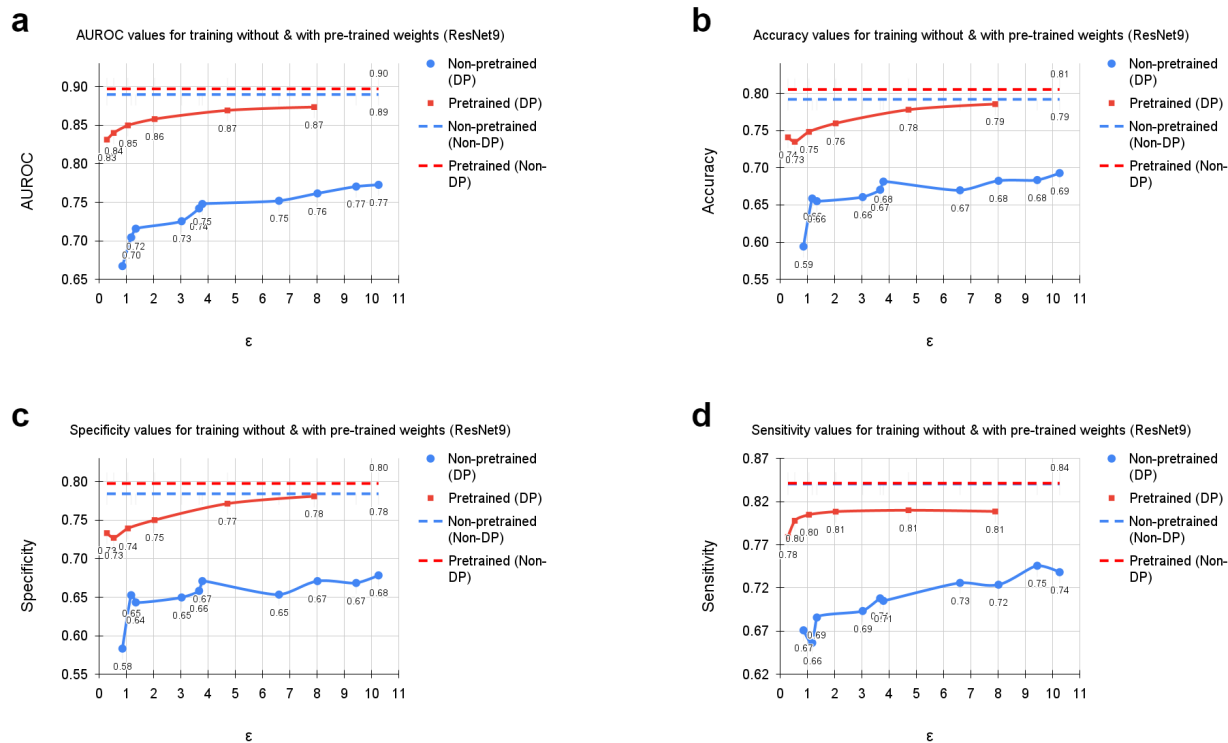 a
AUROC values for training without & with pre-trained weights (ResNet9)
AUROC
0.90
0.85
0.80
0.75
0.70
0.65
0.90
0.89
0.83
0.84
0.85
0.86
0.87
0.87
0.70
0.72
0.73
0.74
0.75
0.75
0.76
0.77
0.77
0 1 2 3 4 5 6 7 8 9 10 11
ε
Non-pretrained (DP)
Pretrained (DP)
Non-pretrained (Non-DP)
Pretrained (Non-DP)
b
Accuracy values for training without & with pre-trained weights (ResNet9)
Accuracy
0.80
0.75
0.70
0.65
0.60
0.55
0.81
0.79
0.74
0.73
0.75
0.76
0.78
0.79
0.59
0.66
0.66
0.67
0.68
0.67
0.68
0.68
0.69
0 1 2 3 4 5 6 7 8 9 10 11
ε
Non-pretrained (DP)
Pretrained (DP)
Non-pretrained (Non-DP)
Pretrained (Non-DP)
c
Specificity values for training without & with pre-trained weights (ResNet9)
Specificity
0.80
0.75
0.70
0.65
0.60
0.55
0.80
0.78
0.73
0.73
0.74
0.75
0.77
0.78
0.58
0.65
0.64
0.65
0.66
0.67
0.65
0.67
0.67
0.68
0 1 2 3 4 5 6 7 8 9 10 11
ε
Non-pretrained (DP)
Pretrained (DP)
Non-pretrained (Non-DP)
Pretrained (Non-DP)
d
Sensitivity values for training without & with pre-trained weights (ResNet9)
Sensitivity
0.87
0.82
0.77
0.72
0.67
0.62
0.84
0.78
0.80
0.80
0.81
0.81
0.81
0.67
0.66
0.69
0.69
0.71
0.73
0.72
0.75
0.74
0 1 2 3 4 5 6 7 8 9 10 11
ε
Non-pretrained (DP)
Pretrained (DP)
Non-pretrained (Non-DP)
Pretrained (Non-DP)